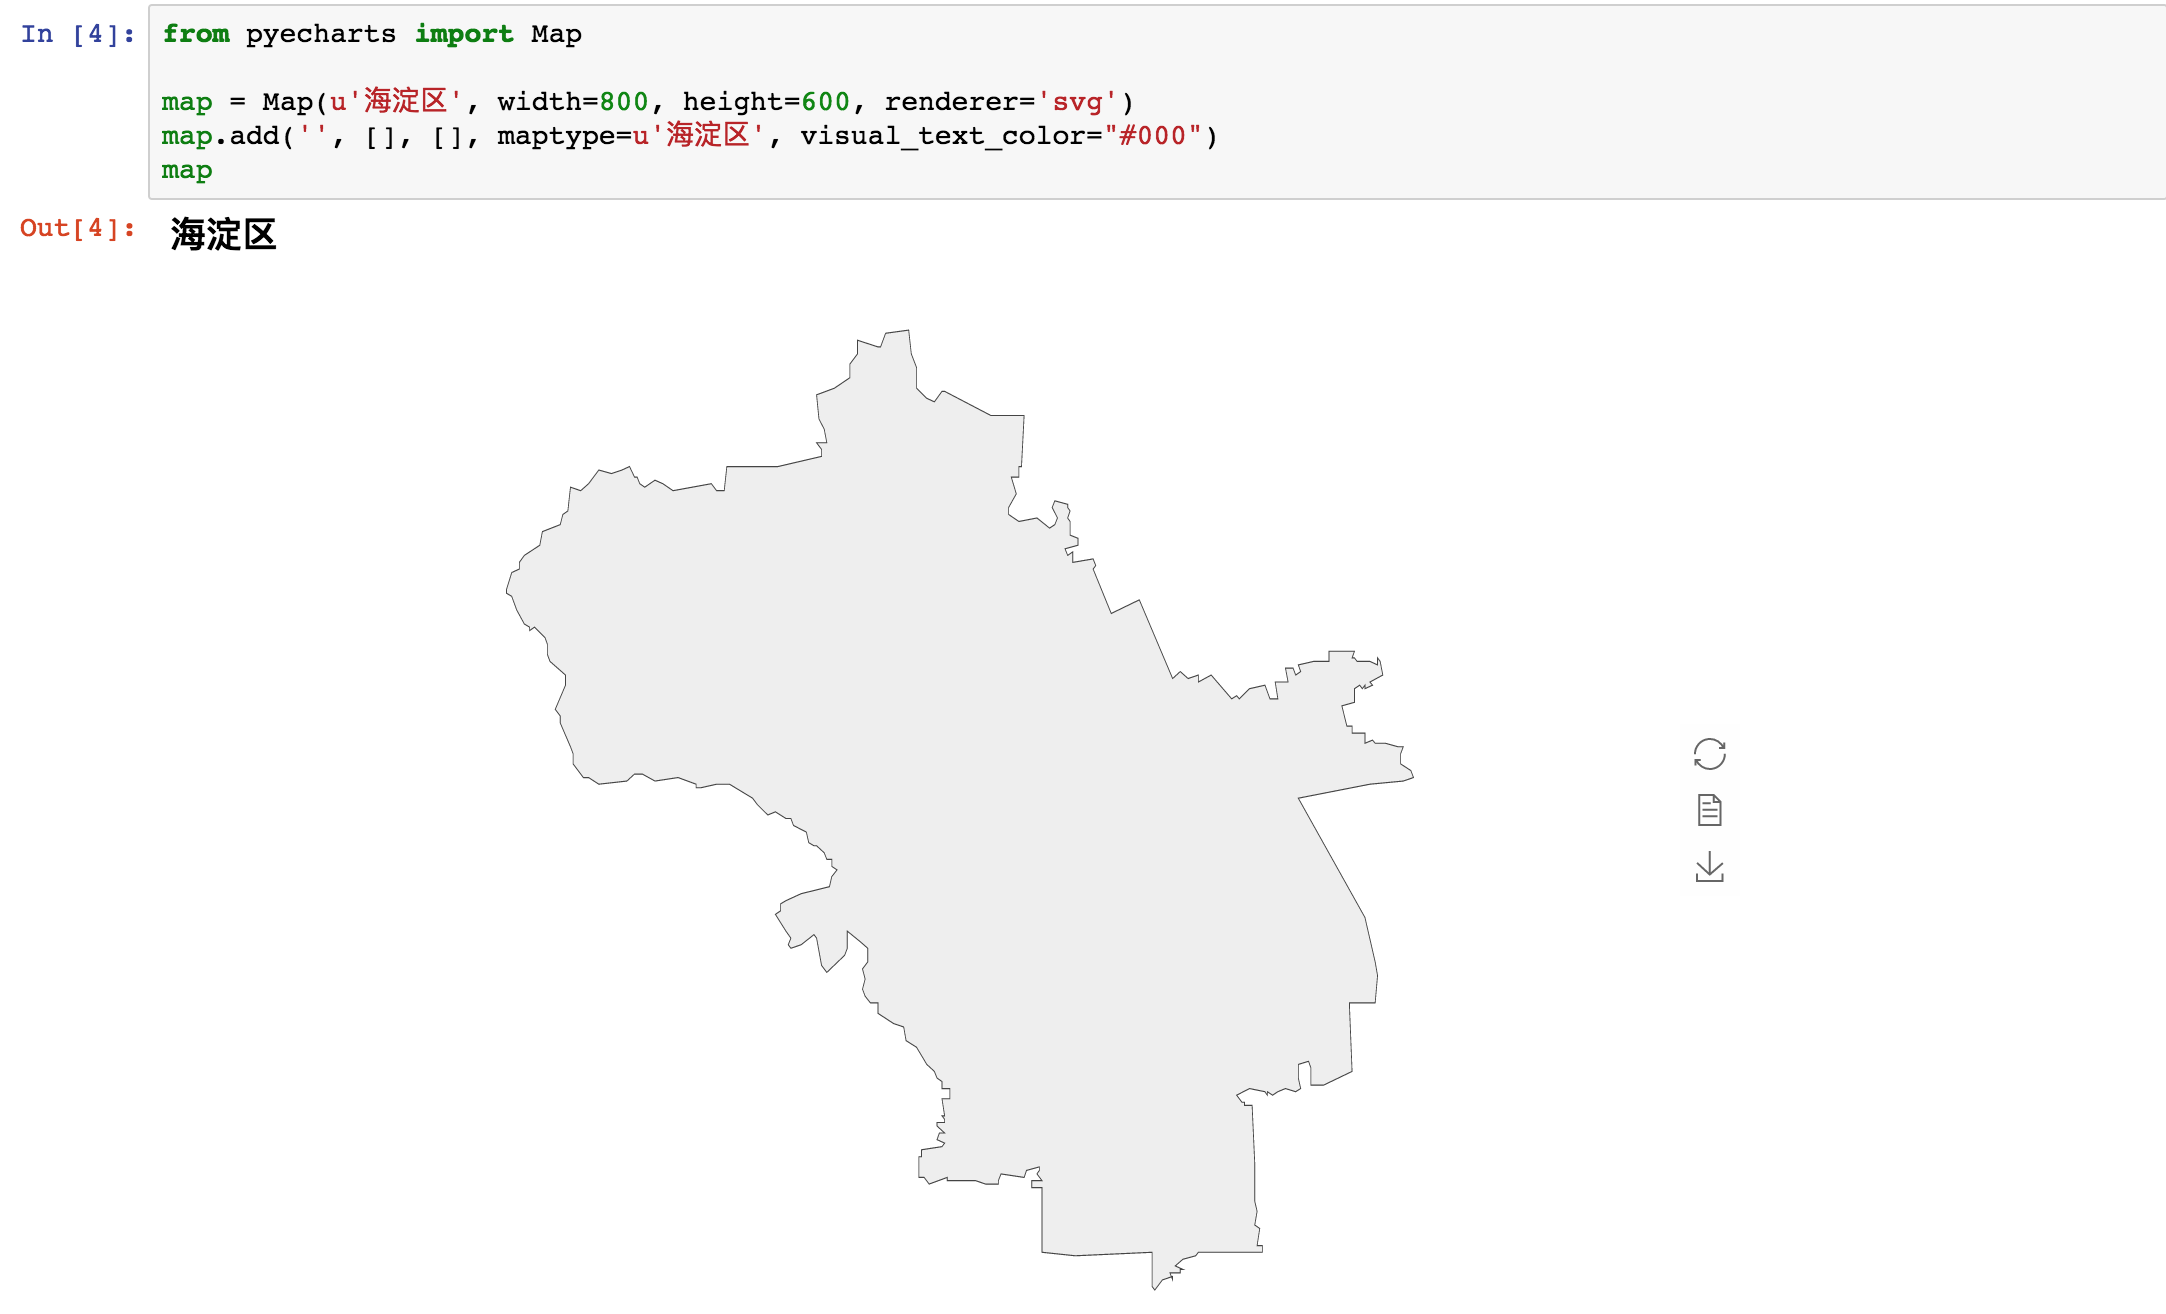 In [4]: from pyecharts import Map
map = Map(u'海淀区', width=800, height=600, renderer='svg')
map.add('', [], [], maptype=u'海淀区', visual_text_color="#000")
map
Out[4]: 海淀区